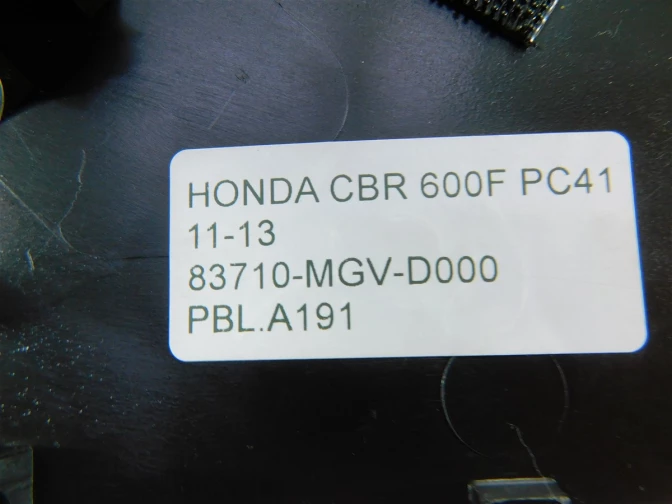 HONDA CBR 600F PC41
11-13
83710-MGV-D000
PBL.A191